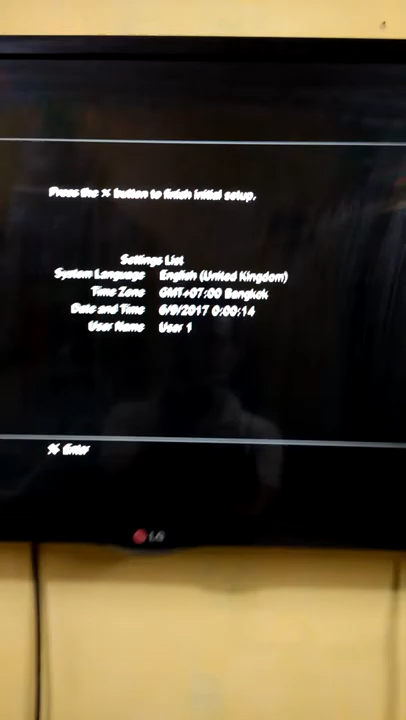 Press the ✕ button to finish initial setup.
Settings List
System Language English (United Kingdom)
Time Zone GMT+07:00 Bangkok
Date and Time 6/9/2017 0:00:14
User Name User 1
✕ Enter
LG